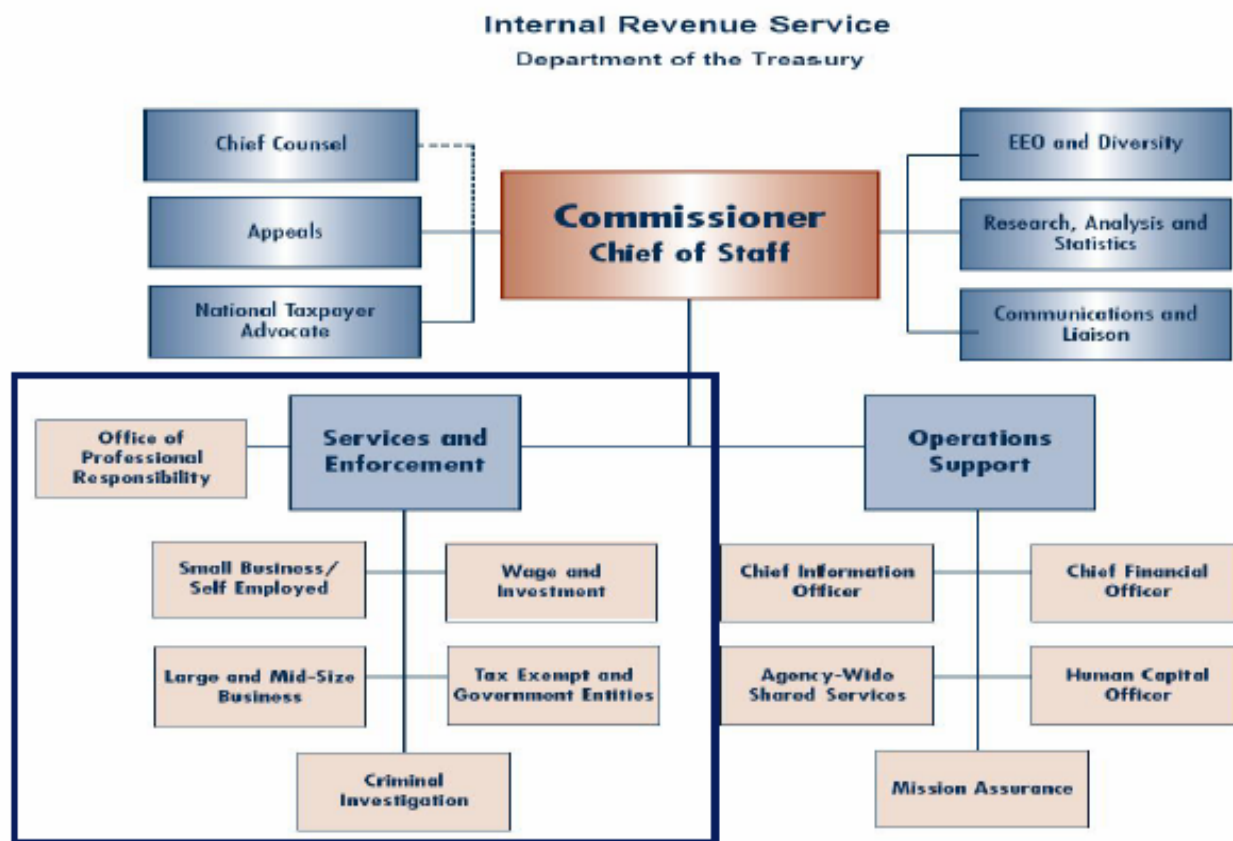 Internal Revenue Service
Department of the Treasury
Chief Counsel
Appeals
National Taxpayer
Advocate
Commissioner
Chief of Staff
EEO and Diversity
Research, Analysis and
Statistics
Communications and
Liaison
Office of
Professional
Responsibility
Services and
Enforcement
Operations
Support
Small Business/
Self Employed
Wage and
Investment
Large and Mid-Size
Business
Tax Exempt and
Government Entities
Criminal
Investigation
Chief Information
Officer
Chief Financial
Officer
Agency-Wide
Shared Services
Human Capital
Officer
Mission Assurance